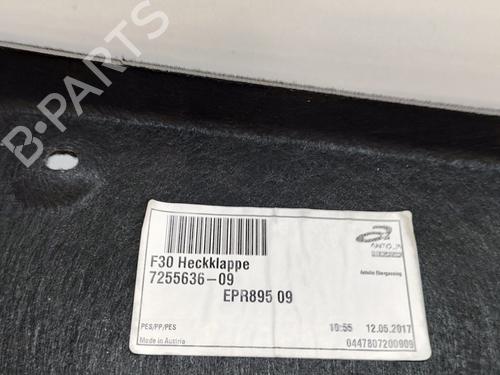 B-PARTS
F30 Heckklappe
7255636-09
EPR895 09
ANTOLIN
PES/PP/PES
Made in Austria
10:55 12.05.2017
0447807200909